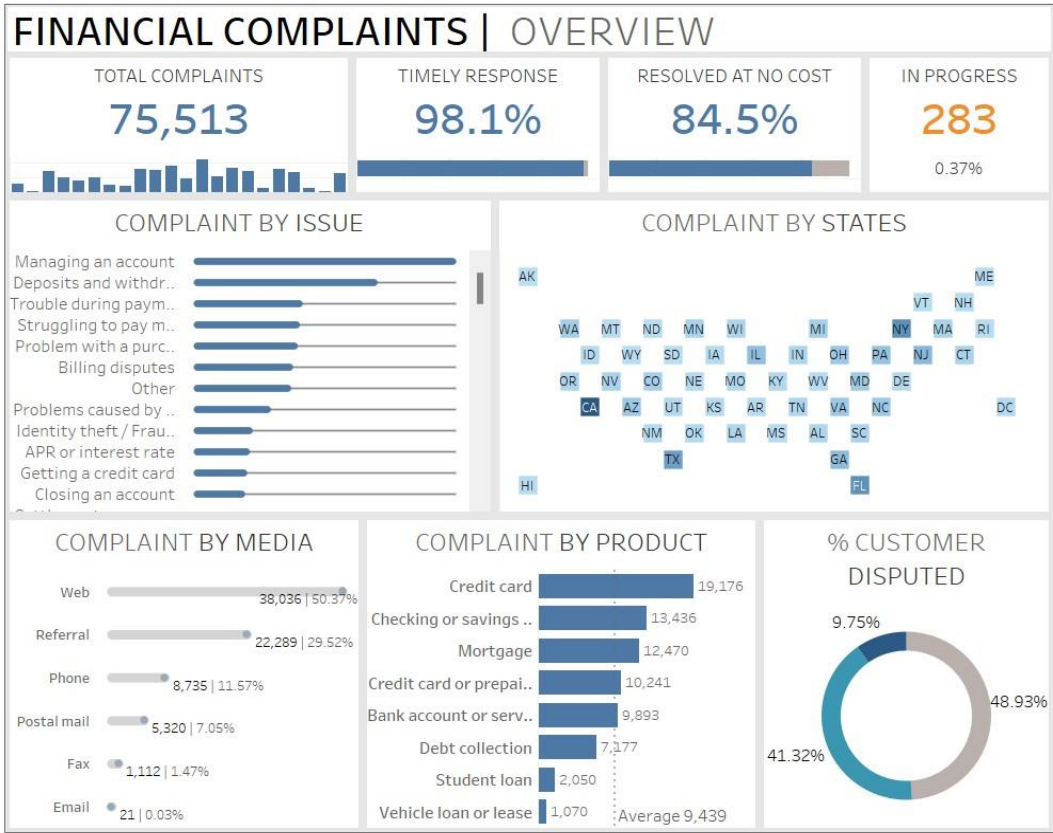 FINANCIAL COMPLAINTS | OVERVIEW
TOTAL COMPLAINTS
75,513
TIMELY RESPONSE
98.1%
RESOLVED AT NO COST
84.5%
IN PROGRESS
283
0.37%
COMPLAINT BY ISSUE
Managing an account
Deposits and withdr..
Trouble during paym..
Struggling to pay m..
Problem with a purc..
Billing disputes
Other
Problems caused by ..
Identity theft / Frau..
APR or interest rate
Getting a credit card
Closing an account
COMPLAINT BY STATES
AK ME
VT NH
WA MT ND MN WI MI NY MA RI
ID WY SD IA IL IN OH PA NJ CT
OR NV CO NE MO KY WV MD DE
CA AZ UT KS AR TN VA NC DC
NM OK LA MS AL SC
TX GA
HI FL
COMPLAINT BY MEDIA
Web 38,036 | 50.37%
Referral 22,289 | 29.52%
Phone 8,735 | 11.57%
Postal mail 5,320 | 7.05%
Fax 1,112 | 1.47%
Email 21 | 0.03%
COMPLAINT BY PRODUCT
Credit card 19,176
Checking or savings .. 13,436
Mortgage 12,470
Credit card or prepai.. 10,241
Bank account or serv.. 9,893
Debt collection 7,177
Student loan 2,050
Vehicle loan or lease 1,070
Average 9,439
% CUSTOMER
DISPUTED
9.75%
48.93%
41.32%